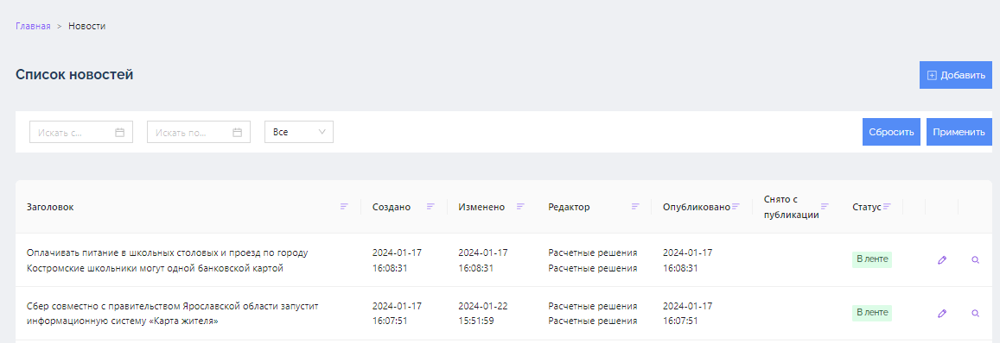 Главная > Новости
Список новостей
Добавить
Искать с...
Искать по...
Все
Сбросить
Применить
Заголовок
Создано
Изменено
Редактор
Опубликовано
Снято с
публикации
Статус
Оплачивать питание в школьных столовых и проезд по городу
Костромские школьники могут одной банковской картой
2024-01-17
16:08:31
2024-01-17
16:08:31
Расчетные решения
Расчетные решения
2024-01-17
16:08:31
В ленте
Сбер совместно с правительством Ярославской области запустит
информационную систему «Карта жителя»
2024-01-17
16:07:51
2024-01-22
15:51:59
Расчетные решения
Расчетные решения
2024-01-17
16:07:51
В ленте